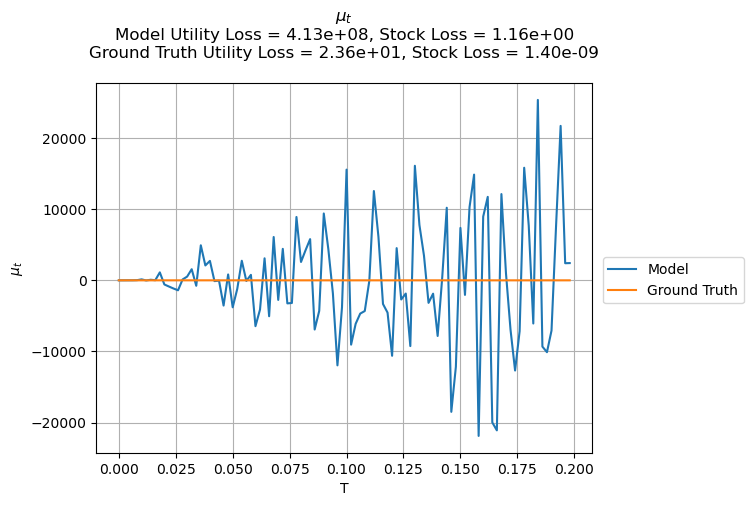 μₜ
Model Utility Loss = 4.13e+08, Stock Loss = 1.16e+00
Ground Truth Utility Loss = 2.36e+01, Stock Loss = 1.40e-09
20000
10000
0
−10000
−20000
μₜ
0.000
0.025
0.050
0.075
0.100
0.125
0.150
0.175
0.200
T
Model
Ground Truth